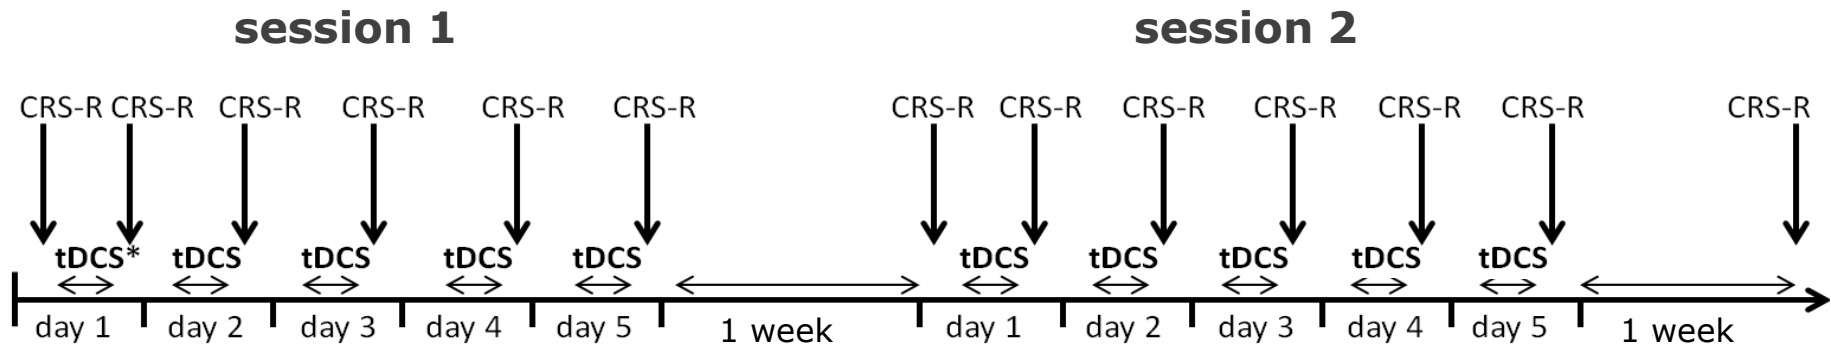 session 1 session 2
CRS-R CRS-R CRS-R CRS-R CRS-R CRS-R CRS-R CRS-R CRS-R CRS-R CRS-R CRS-R CRS-R
tDCS* tDCS tDCS tDCS tDCS tDCS tDCS tDCS tDCS tDCS
day 1 day 2 day 3 day 4 day 5 1 week day 1 day 2 day 3 day 4 day 5 1 week